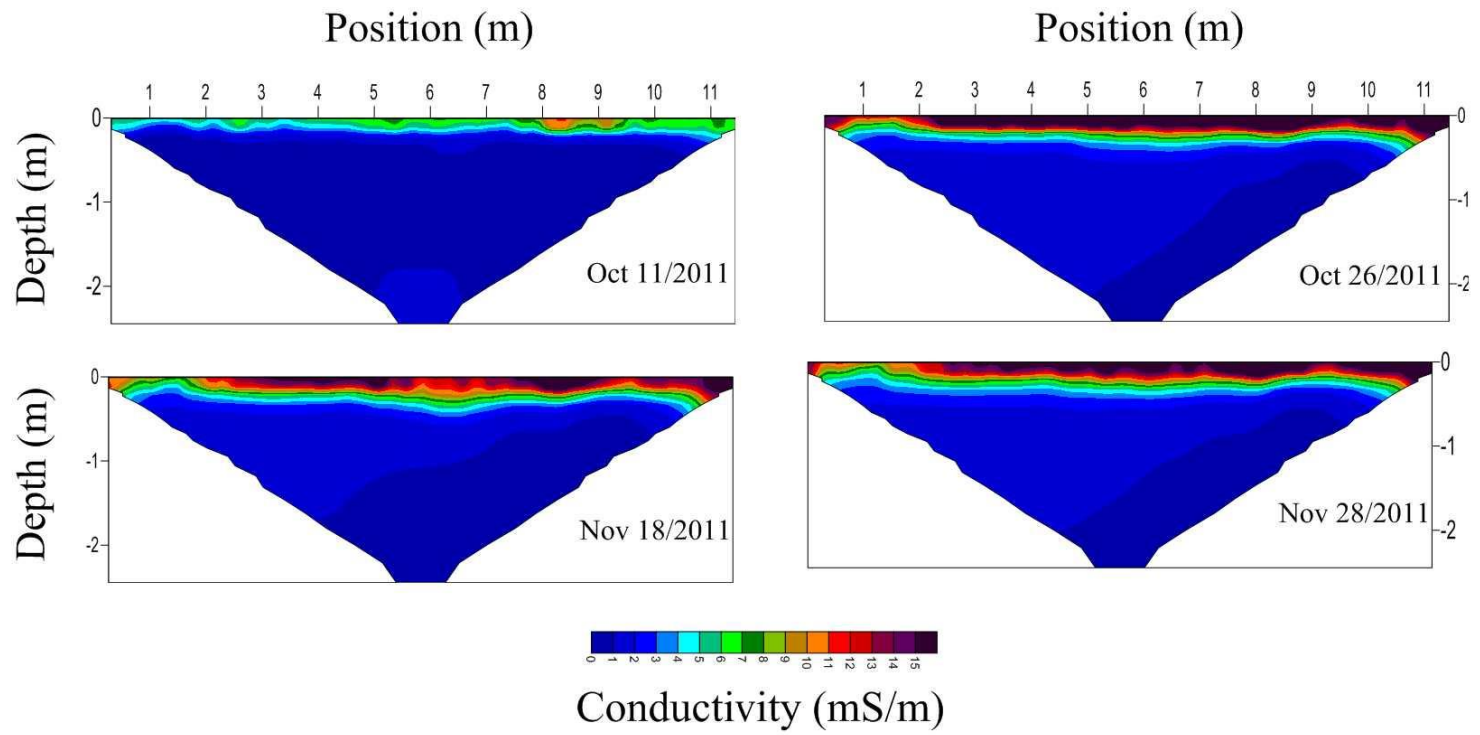 Position (m)
Position (m)
1 2 3 4 5 6 7 8 9 10 11
1 2 3 4 5 6 7 8 9 10 11
Depth (m)
0
-1
-2
Oct 11/2011
0
-1
-2
Oct 26/2011
Depth (m)
0
-1
-2
Nov 18/2011
0
-1
-2
Nov 28/2011
0 1 2 3 4 5 6 7 8 9 10 11 12 13 14 15
Conductivity (mS/m)